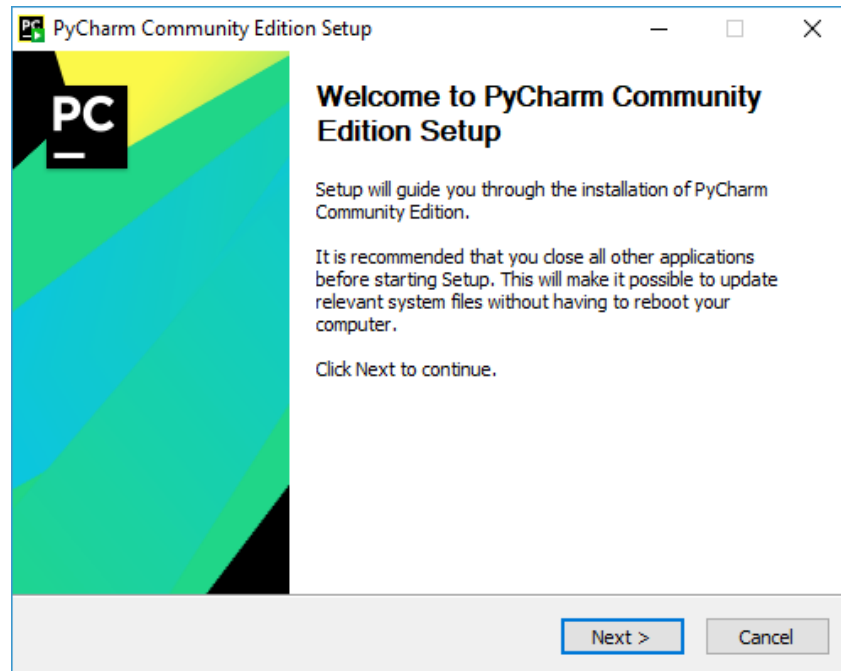 PyCharm Community Edition Setup
PC
Welcome to PyCharm Community
Edition Setup
Setup will guide you through the installation of PyCharm
Community Edition.
It is recommended that you close all other applications
before starting Setup. This will make it possible to update
relevant system files without having to reboot your
computer.
Click Next to continue.
Next >
Cancel